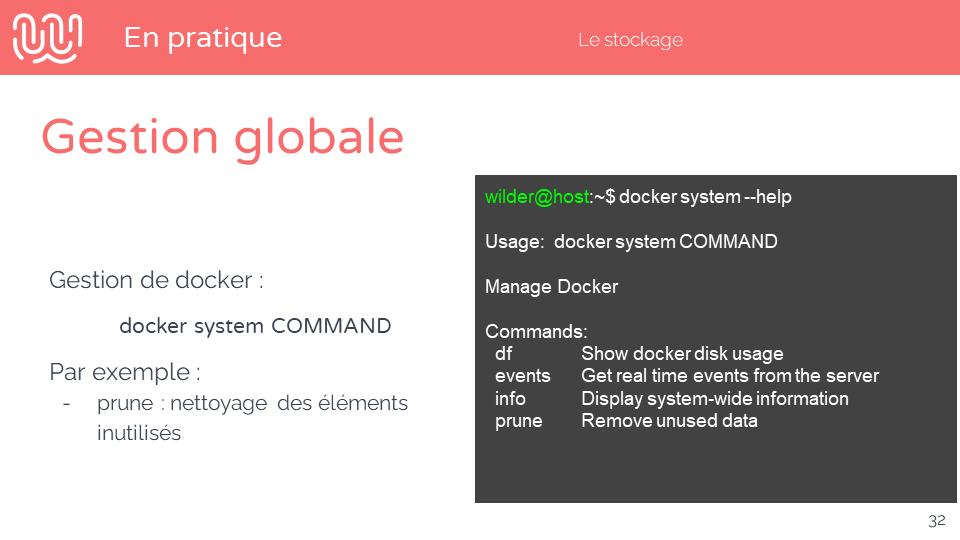 En pratique
Le stockage
Gestion globale
Gestion de docker :
docker system COMMAND
Par exemple :
- prune : nettoyage des éléments
inutilisés
wilder@host:~$ docker system --help
Usage: docker system COMMAND
Manage Docker
Commands:
df Show docker disk usage
events Get real time events from the server
info Display system-wide information
prune Remove unused data
32